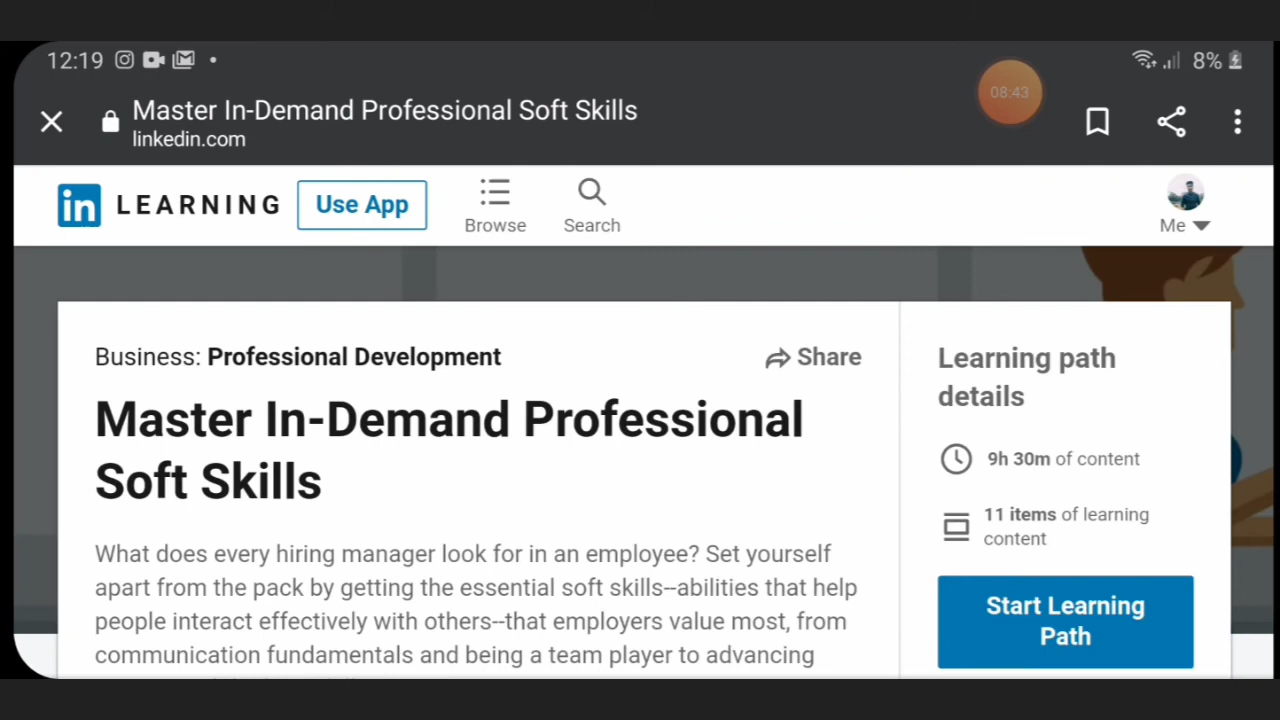 12:19
8%
Master In-Demand Professional Soft Skills
08:43
linkedin.com
in LEARNING
Use App
Browse
Search
Me
Business: Professional Development
Share
Master In-Demand Professional
Soft Skills
What does every hiring manager look for in an employee? Set yourself
apart from the pack by getting the essential soft skills--abilities that help
people interact effectively with others--that employers value most, from
communication fundamentals and being a team player to advancing
Learning path
details
9h 30m of content
11 items of learning
content
Start Learning
Path